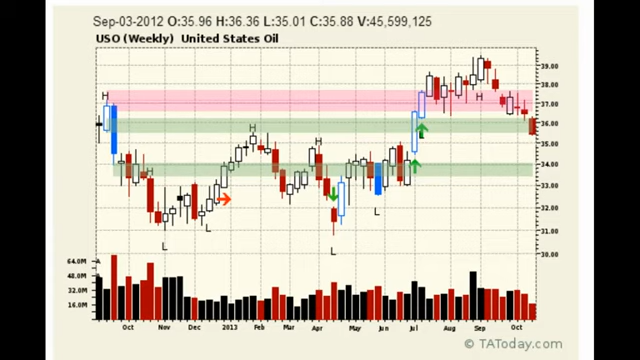 Sep-03-2012 O:35.96 H:36.36 L:35.01 C:35.88 V:45,599,125
USO (Weekly) United States Oil
39.00
38.00
37.00
36.00
35.00
34.00
33.00
32.00
31.00
30.00
H
H
H
H
H
L
L
L
L
L
64.0M
48.0M
32.0M
16.0M
Oct Nov Dec 2013 Feb Mar Apr May Jun Jul Aug Sep Oct
© TAToday.com